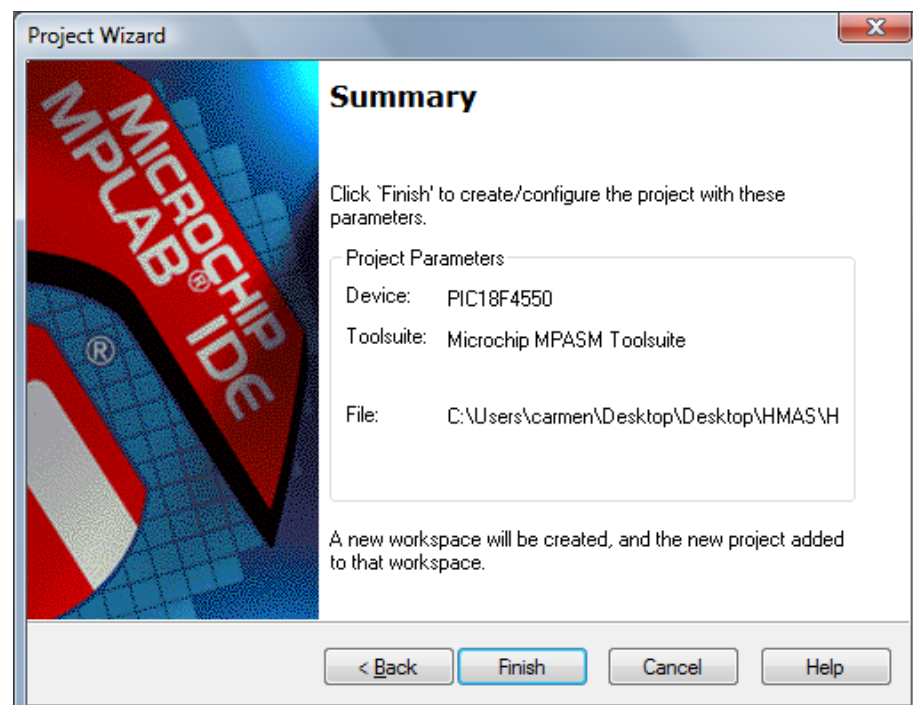 Project Wizard
MICROCHIP
MPLAB® IDE
®
Summary
Click `Finish' to create/configure the project with these
parameters.
Project Parameters
Device: PIC18F4550
Toolsuite: Microchip MPASM Toolsuite
File: C:\Users\carmen\Desktop\Desktop\HMAS\H
A new workspace will be created, and the new project added
to that workspace.
< Back Finish Cancel Help